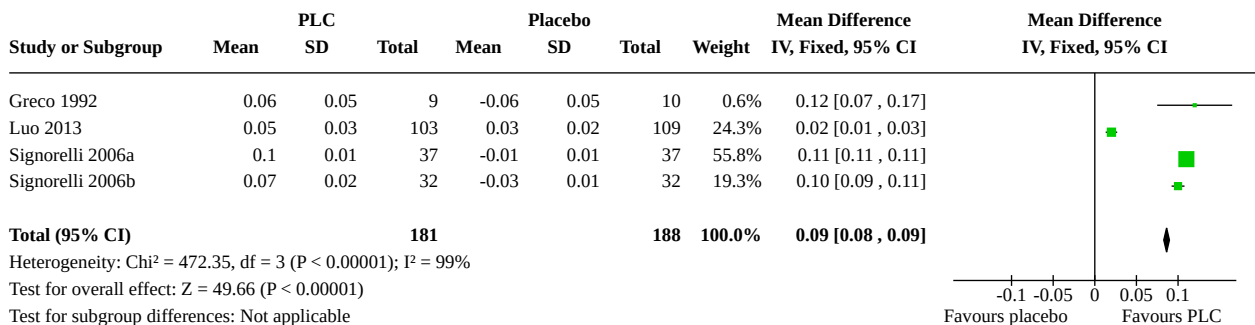 PLC Placebo Mean Difference Mean Difference
Study or Subgroup Mean SD Total Mean SD Total Weight IV, Fixed, 95% CI IV, Fixed, 95% CI
Greco 1992 0.06 0.05 9 -0.06 0.05 10 0.6% 0.12 [0.07 , 0.17]
Luo 2013 0.05 0.03 103 0.03 0.02 109 24.3% 0.02 [0.01 , 0.03]
Signorelli 2006a 0.1 0.01 37 -0.01 0.01 37 55.8% 0.11 [0.11 , 0.11]
Signorelli 2006b 0.07 0.02 32 -0.03 0.01 32 19.3% 0.10 [0.09 , 0.11]
Total (95% CI) 181 188 100.0% 0.09 [0.08 , 0.09]
Heterogeneity: Chi² = 472.35, df = 3 (P < 0.00001); I² = 99%
Test for overall effect: Z = 49.66 (P < 0.00001) -0.1 -0.05 0 0.05 0.1
Test for subgroup differences: Not applicable Favours placebo Favours PLC